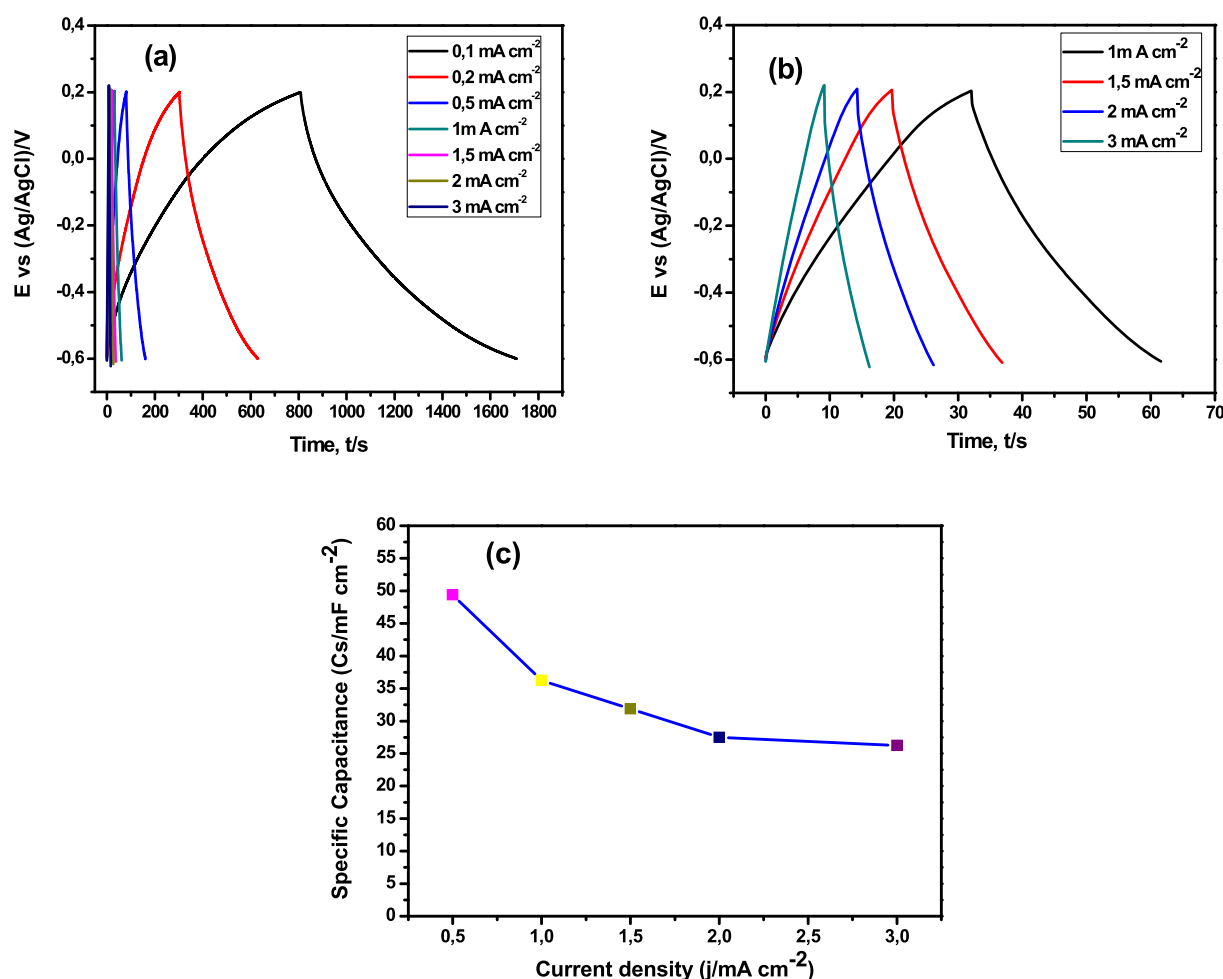 (a)
0,1 mA cm-2
0,2 mA cm-2
0,5 mA cm-2
1m A cm-2
1,5 mA cm-2
2 mA cm-2
3 mA cm-2
0,4
0,2
0,0
-0,2
-0,4
-0,6
E vs (Ag/AgCl)/V
0 200 400 600 800 1000 1200 1400 1600 1800
Time, t/s
(b)
1m A cm-2
1,5 mA cm-2
2 mA cm-2
3 mA cm-2
0,4
0,2
0,0
-0,2
-0,4
-0,6
E vs (Ag/AgCl)/V
0 10 20 30 40 50 60 70
Time, t/s
(c)
60
55
50
45
40
35
30
25
20
15
10
5
0
Specific Capacitance (Cs/mF cm-2)
0,5 1,0 1,5 2,0 2,5 3,0
Current density (j/mA cm-2)